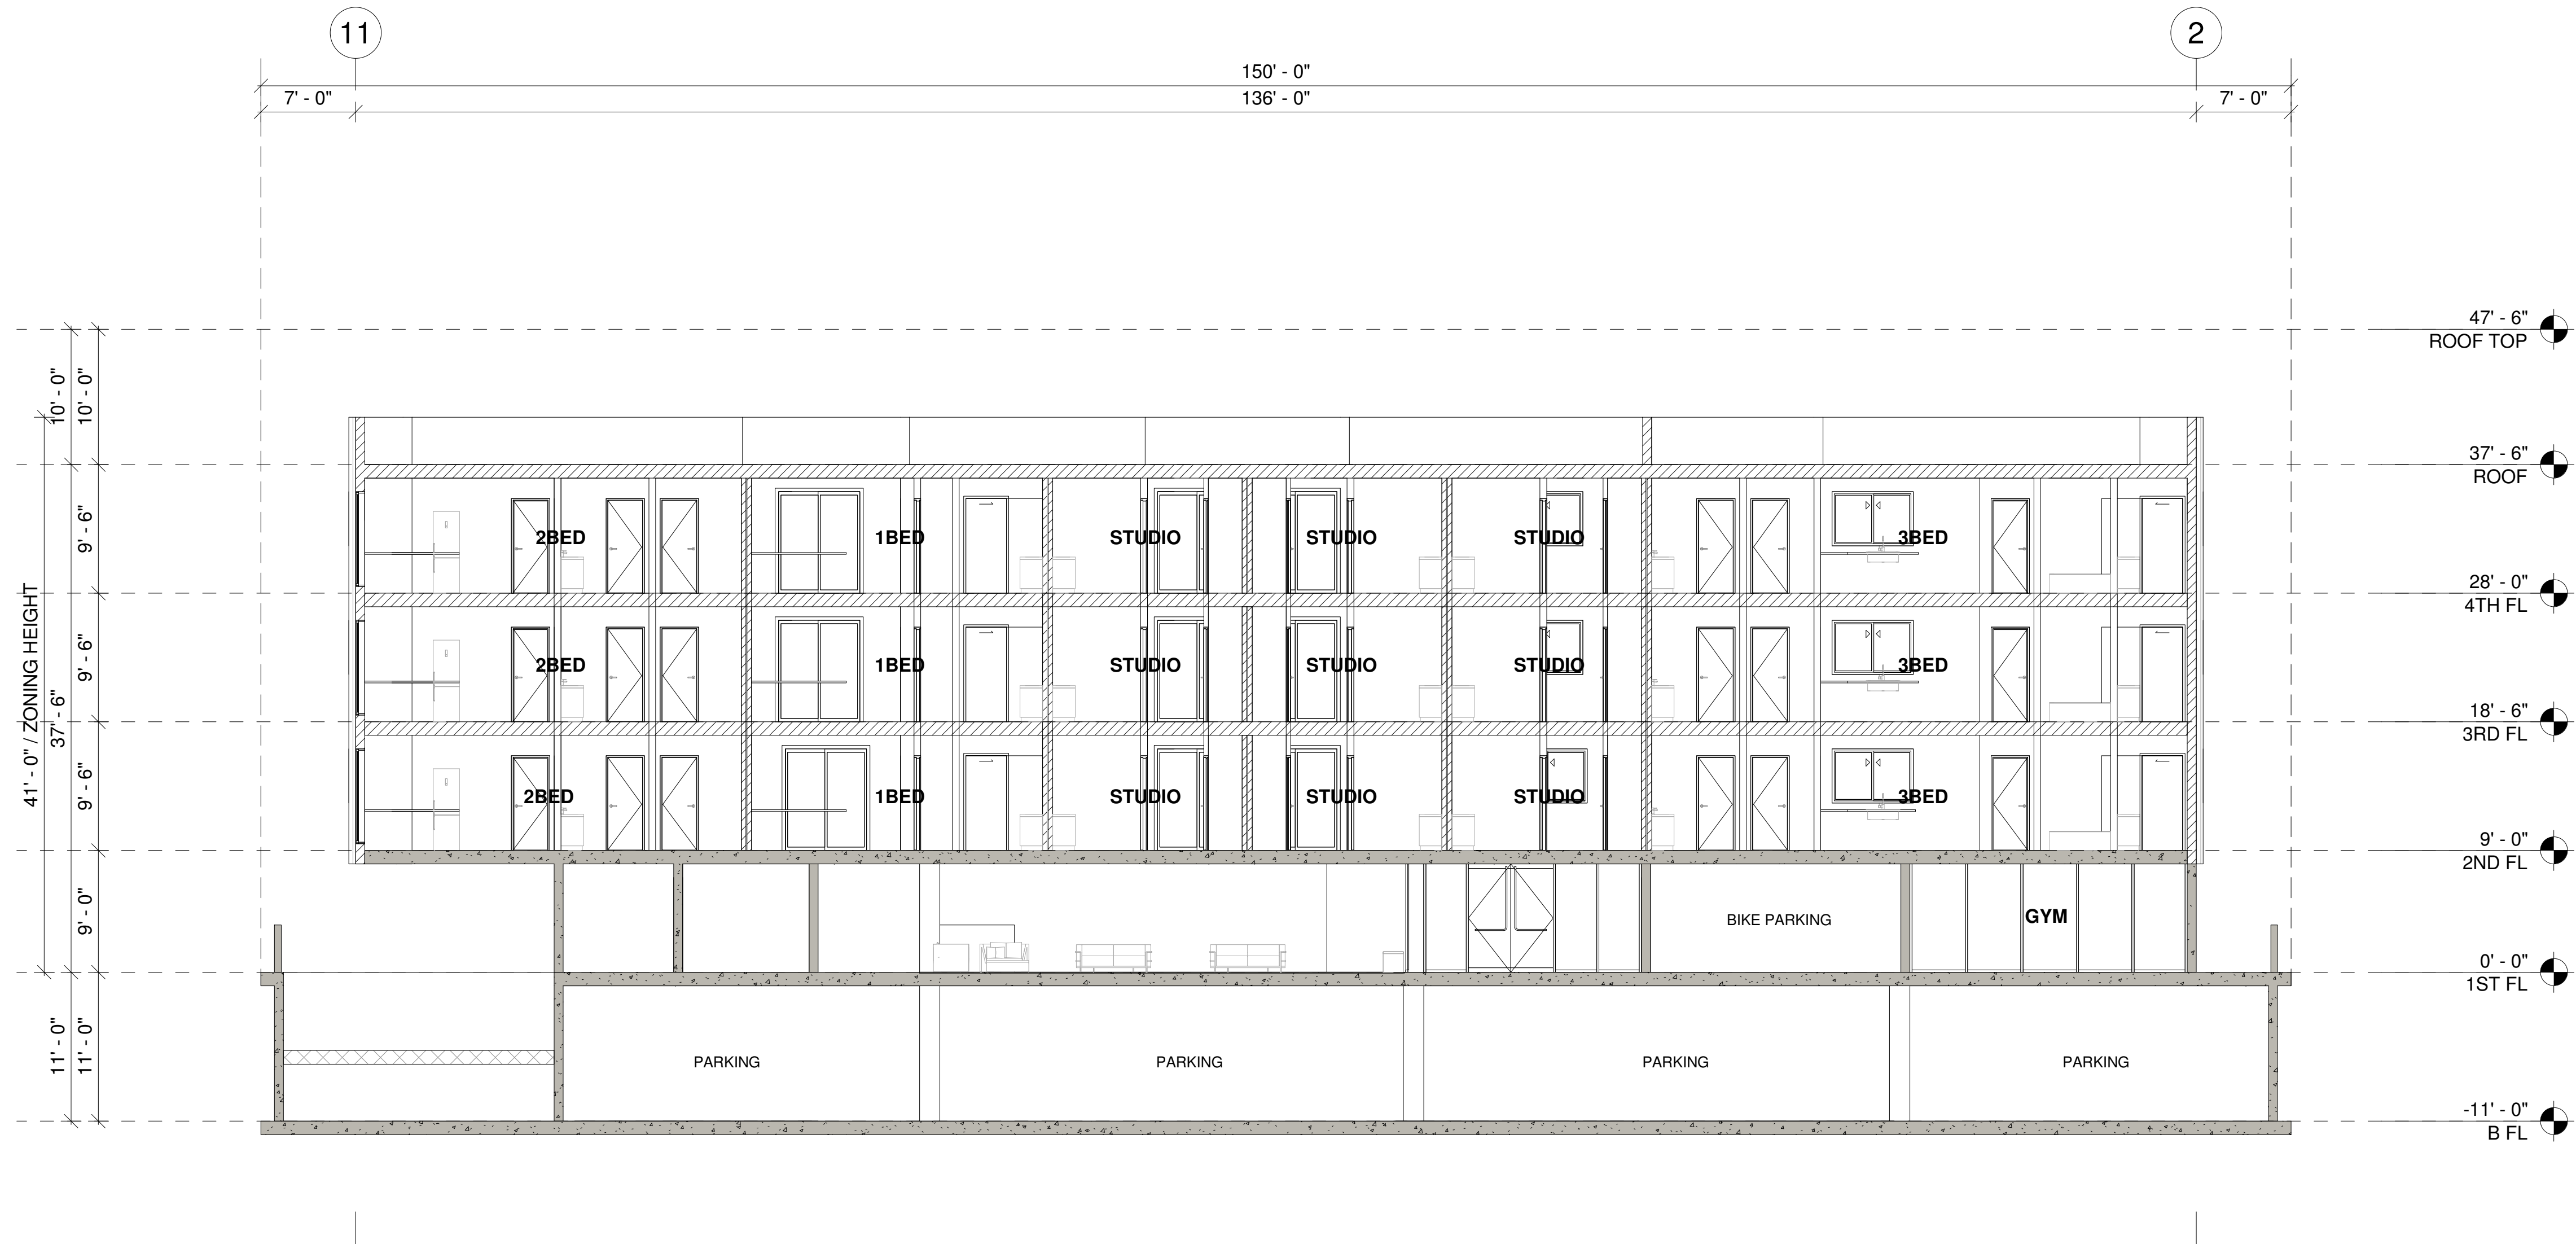 11
2
150' - 0"
7' - 0"
136' - 0"
7' - 0"
47' - 6"
ROOF TOP
10' - 0"
10' - 0"
37' - 6"
ROOF
9' - 6"
2BED
1BED
STUDIO
STUDIO
STUDIO
3BED
28' - 0"
4TH FL
41' - 0" / ZONING HEIGHT
37' - 6"
9' - 6"
2BED
1BED
STUDIO
STUDIO
STUDIO
3BED
18' - 6"
3RD FL
9' - 6"
2BED
1BED
STUDIO
STUDIO
STUDIO
3BED
9' - 0"
2ND FL
9' - 0"
BIKE PARKING
GYM
0' - 0"
1ST FL
11' - 0"
11' - 0"
PARKING
PARKING
PARKING
PARKING
-11' - 0"
B FL